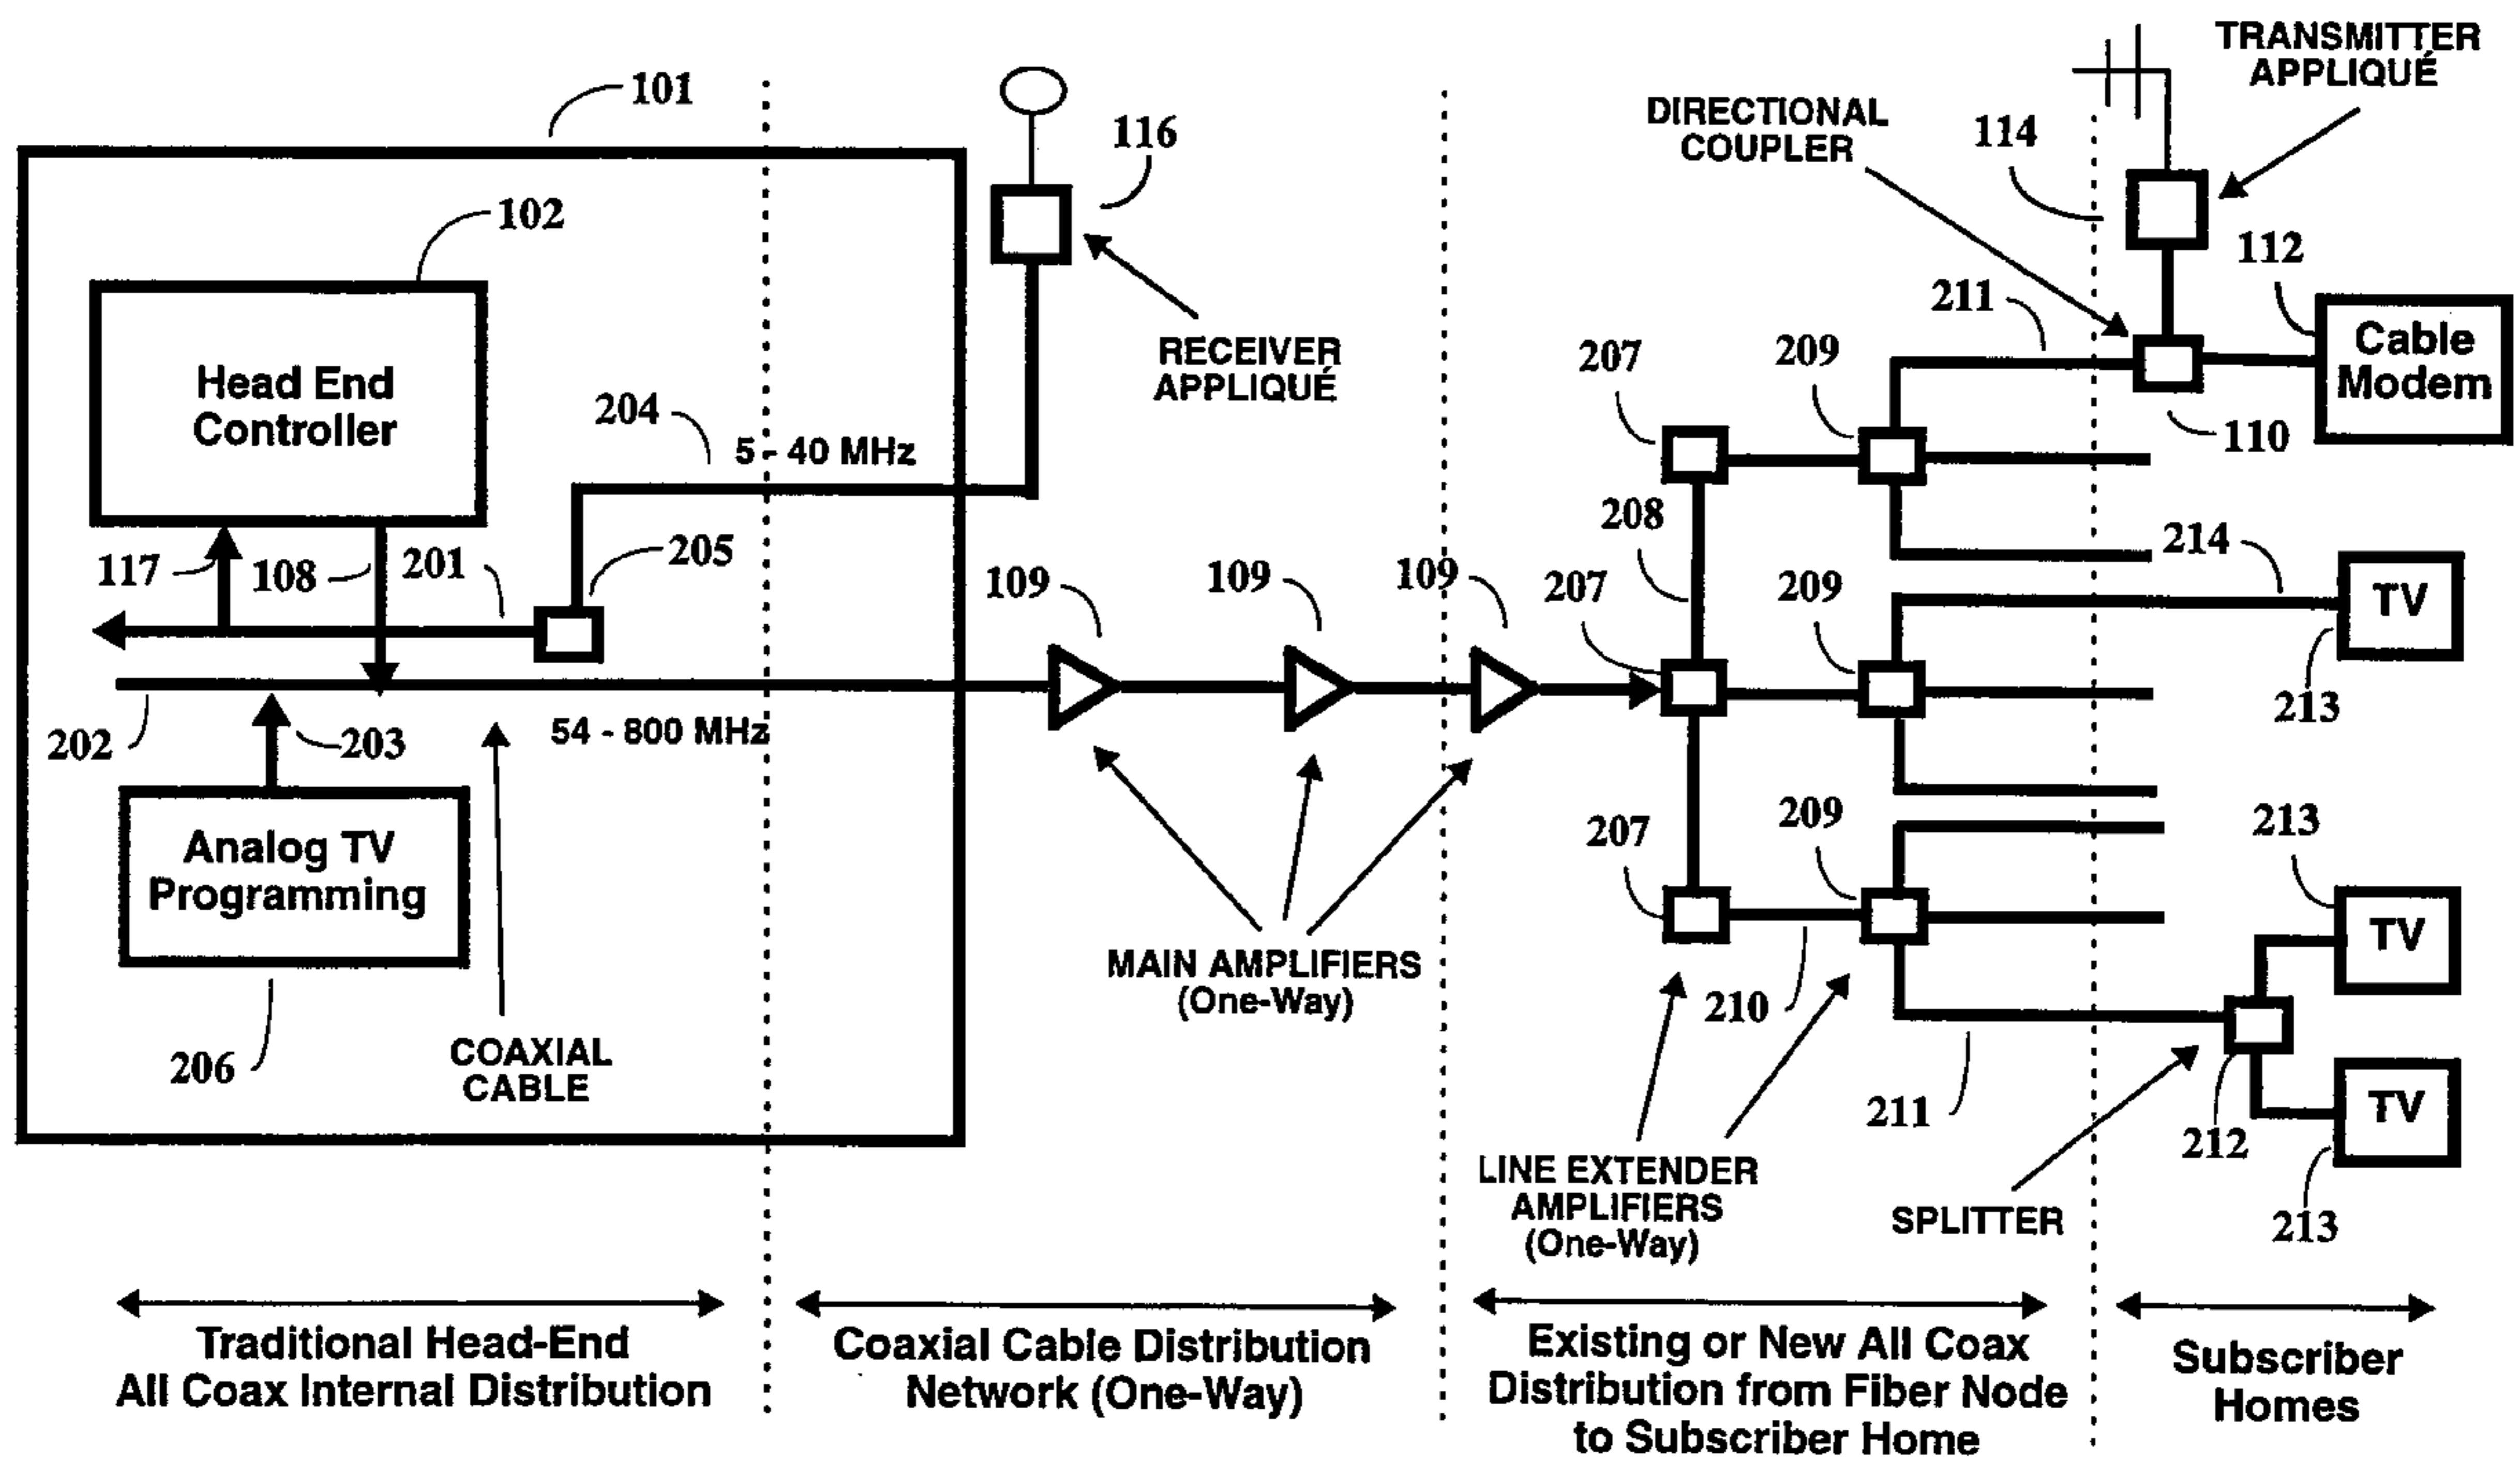 TRANSMITTER
APPLIQUÉ
101
DIRECTIONAL
COUPLER
114
116
102
112
211
Cable
Modem
RECEIVER
APPLIQUÉ
207
209
Head End
Controller
204
5 - 40 MHz
110
208
214
117
108
201
205
109
109
109
207
209
TV
213
202
203
54 - 800 MHz
207
209
213
Analog TV
Programming
TV
MAIN AMPLIFIERS
(One-Way)
210
206
COAXIAL
CABLE
211
212
TV
LINE EXTENDER
AMPLIFIERS
(One-Way)
SPLITTER
213
Traditional Head-End
All Coax Internal Distribution
Coaxial Cable Distribution
Network (One-Way)
Existing or New All Coax
Distribution from Fiber Node
to Subscriber Home
Subscriber
Homes